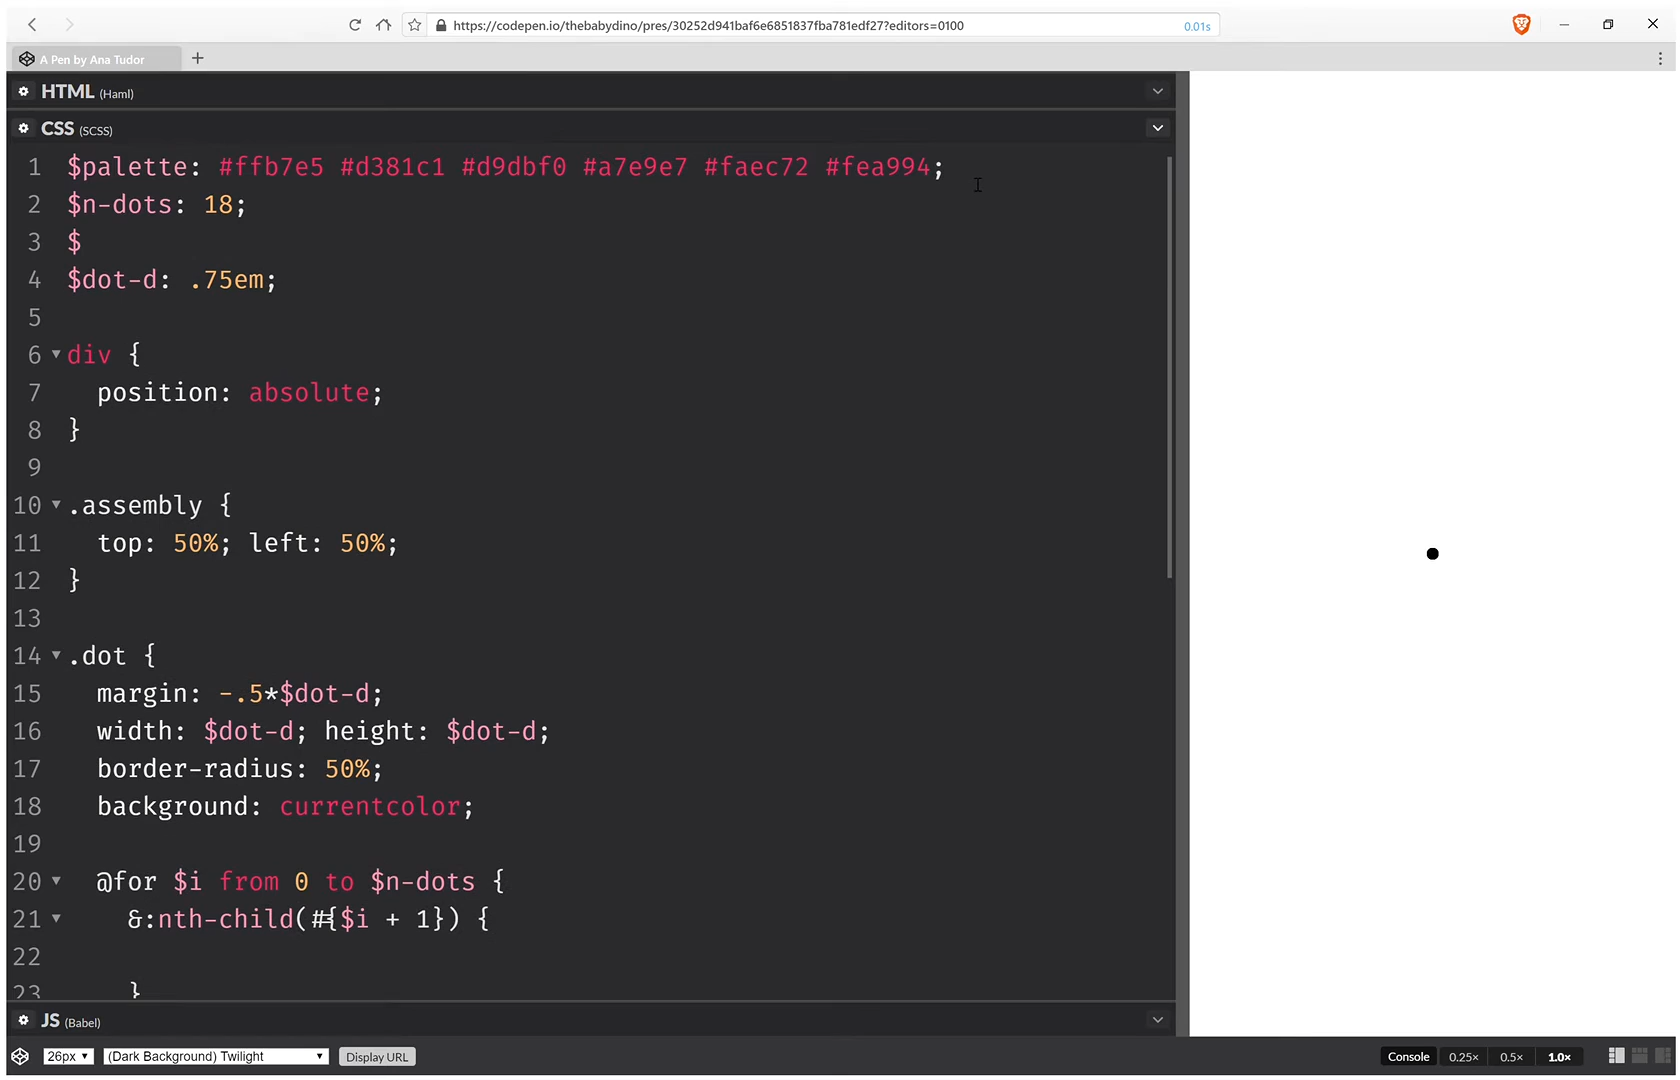 https://codepen.io/thebabydino/pres/30252d941baf6e6851837fba781edf27?editors=0100 0.01s
A Pen by Ana Tudor
HTML (Haml)
CSS (SCSS)
1 $palette: #ffb7e5 #d381c1 #d9dbf0 #a7e9e7 #faec72 #fea994;
2 $n-dots: 18;
3 $
4 $dot-d: .75em;
5
6 div {
7 position: absolute;
8 }
9
10 .assembly {
11 top: 50%; left: 50%;
12 }
13
14 .dot {
15 margin: -.5*$dot-d;
16 width: $dot-d; height: $dot-d;
17 border-radius: 50%;
18 background: currentcolor;
19
20 @for $i from 0 to $n-dots {
21 &:nth-child(#{$i + 1}) {
22
23 }
JS (Babel)
26px (Dark Background) Twilight Display URL Console 0.25× 0.5× 1.0×